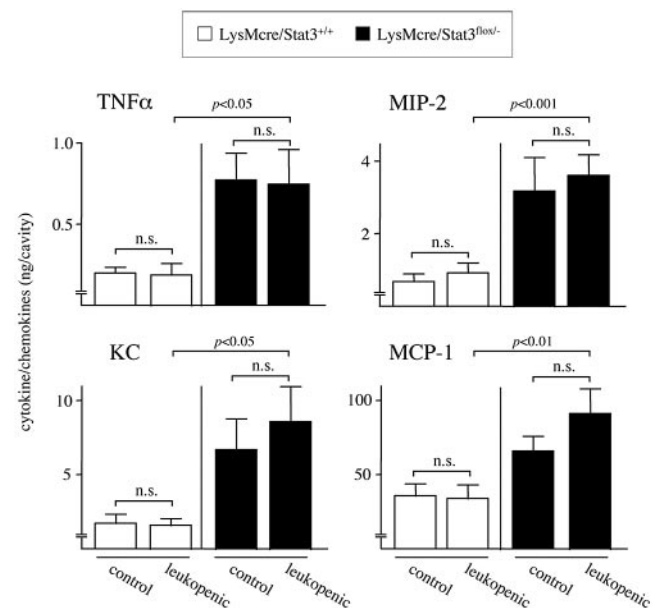 LysMcre/Stat3+/+ LysMcre/Stat3flox/-
TNFα
p<0.05
n.s.
n.s.
1.0
0.5
MIP-2
p<0.001
n.s.
n.s.
4
2
cytokine/chemokines (ng/cavity)
KC
p<0.05
n.s.
n.s.
10
5
control
leukopenic
control
leukopenic
MCP-1
p<0.01
n.s.
n.s.
100
50
control
leukopenic
control
leukopenic